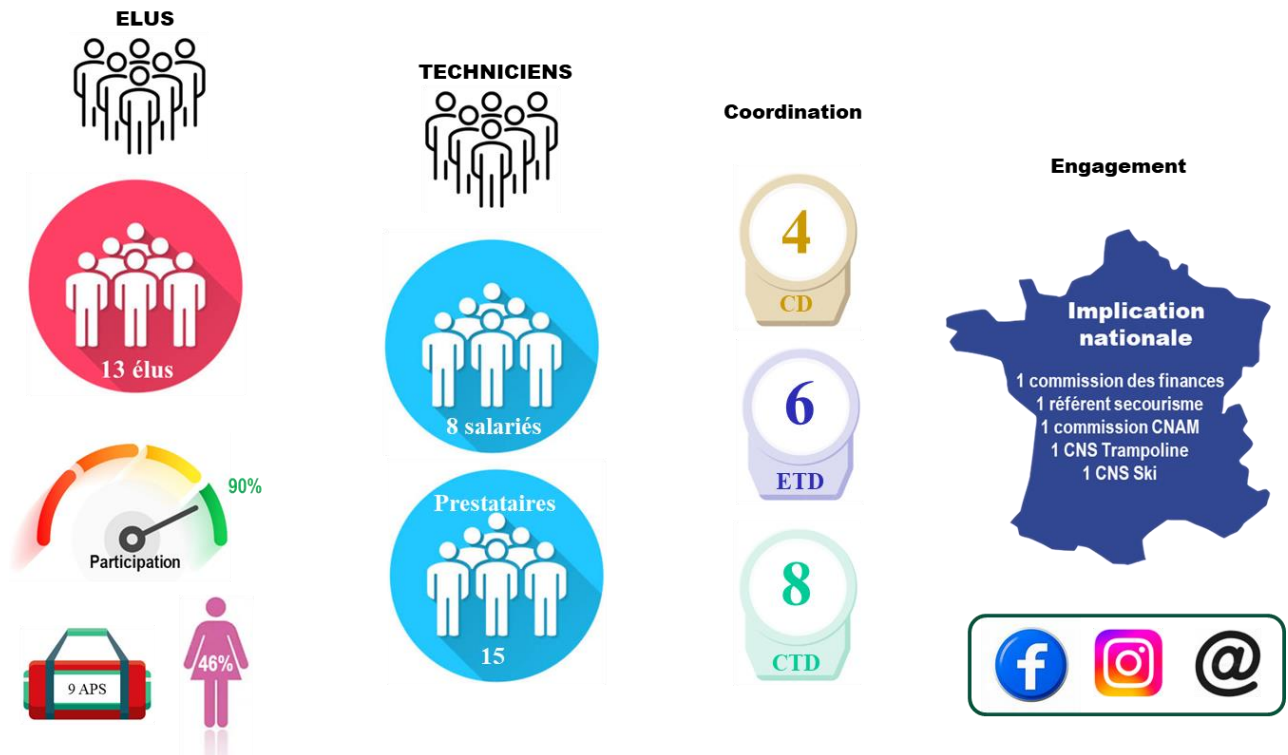 ELUS
13 élus
90%
Participation
9 APS
46%
TECHNICIENS
8 salariés
Prestataires
15
Coordination
4
CD
6
ETD
8
CTD
Engagement
Implication
nationale
1 commission des finances
1 référent secourisme
1 commission CNAM
1 CNS Trampoline
1 CNS Ski
f
@